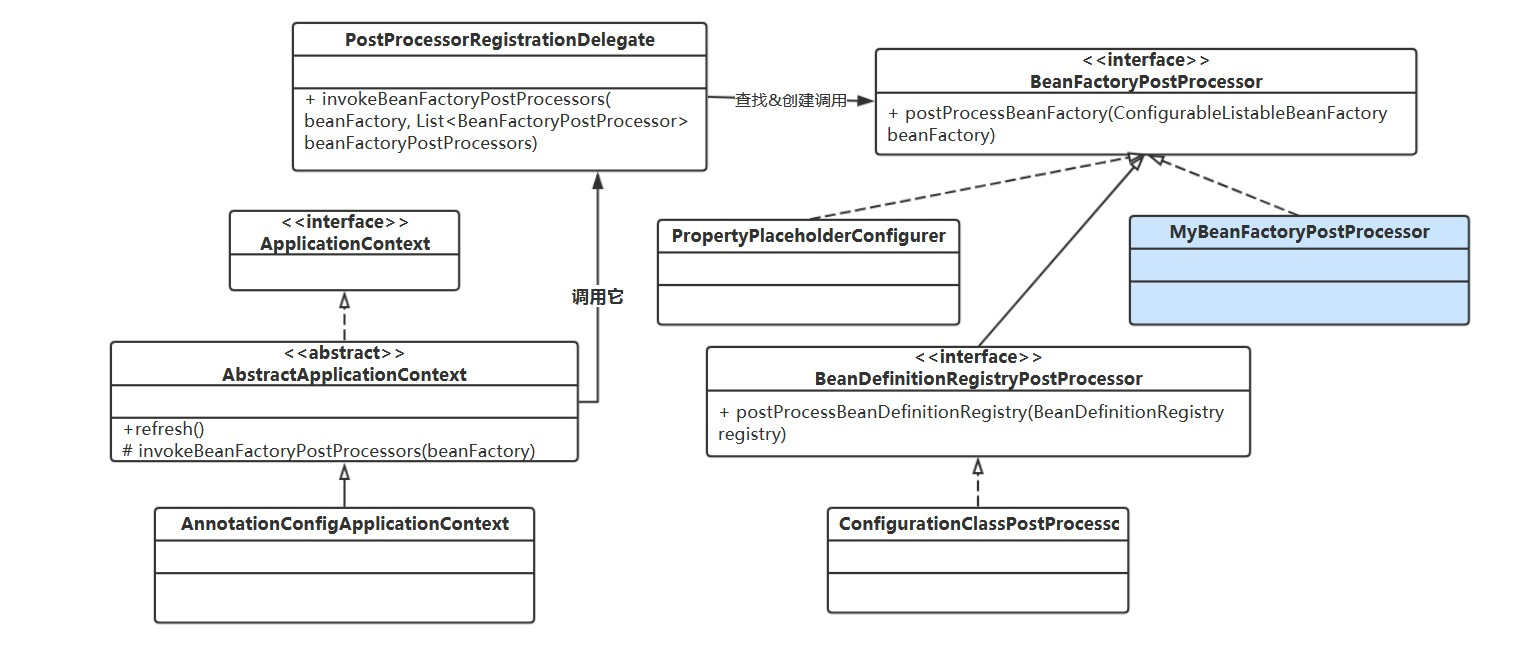 PostProcessorRegistrationDelegate
+ invokeBeanFactoryPostProcessors(
beanFactory, List<BeanFactoryPostProcessor>
beanFactoryPostProcessors)
查找&创建调用
<<interface>>
BeanFactoryPostProcessor
+ postProcessBeanFactory(ConfigurableListableBeanFactory
beanFactory)
<<interface>>
ApplicationContext
PropertyPlaceholderConfigurer
MyBeanFactoryPostProcessor
调用它
<<abstract>>
AbstractApplicationContext
+refresh()
# invokeBeanFactoryPostProcessors(beanFactory)
<<interface>>
BeanDefinitionRegistryPostProcessor
+ postProcessBeanDefinitionRegistry(BeanDefinitionRegistry
registry)
AnnotationConfigApplicationContext
ConfigurationClassPostProcessc